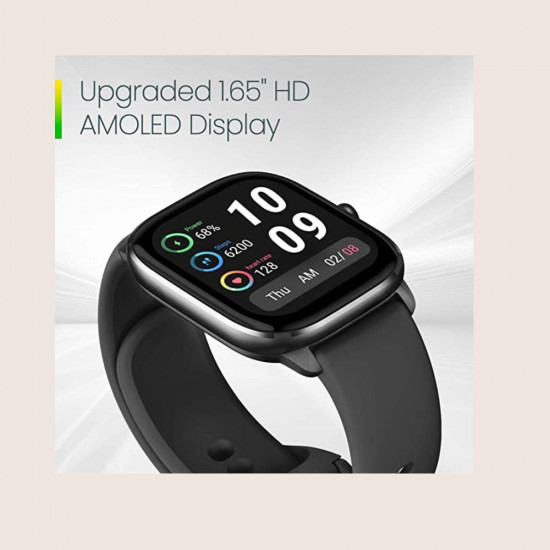 Upgraded 1.65" HD
AMOLED Display
Power
68%
10
Steps
6200
09
heart rate
128
Thu AM 02/08